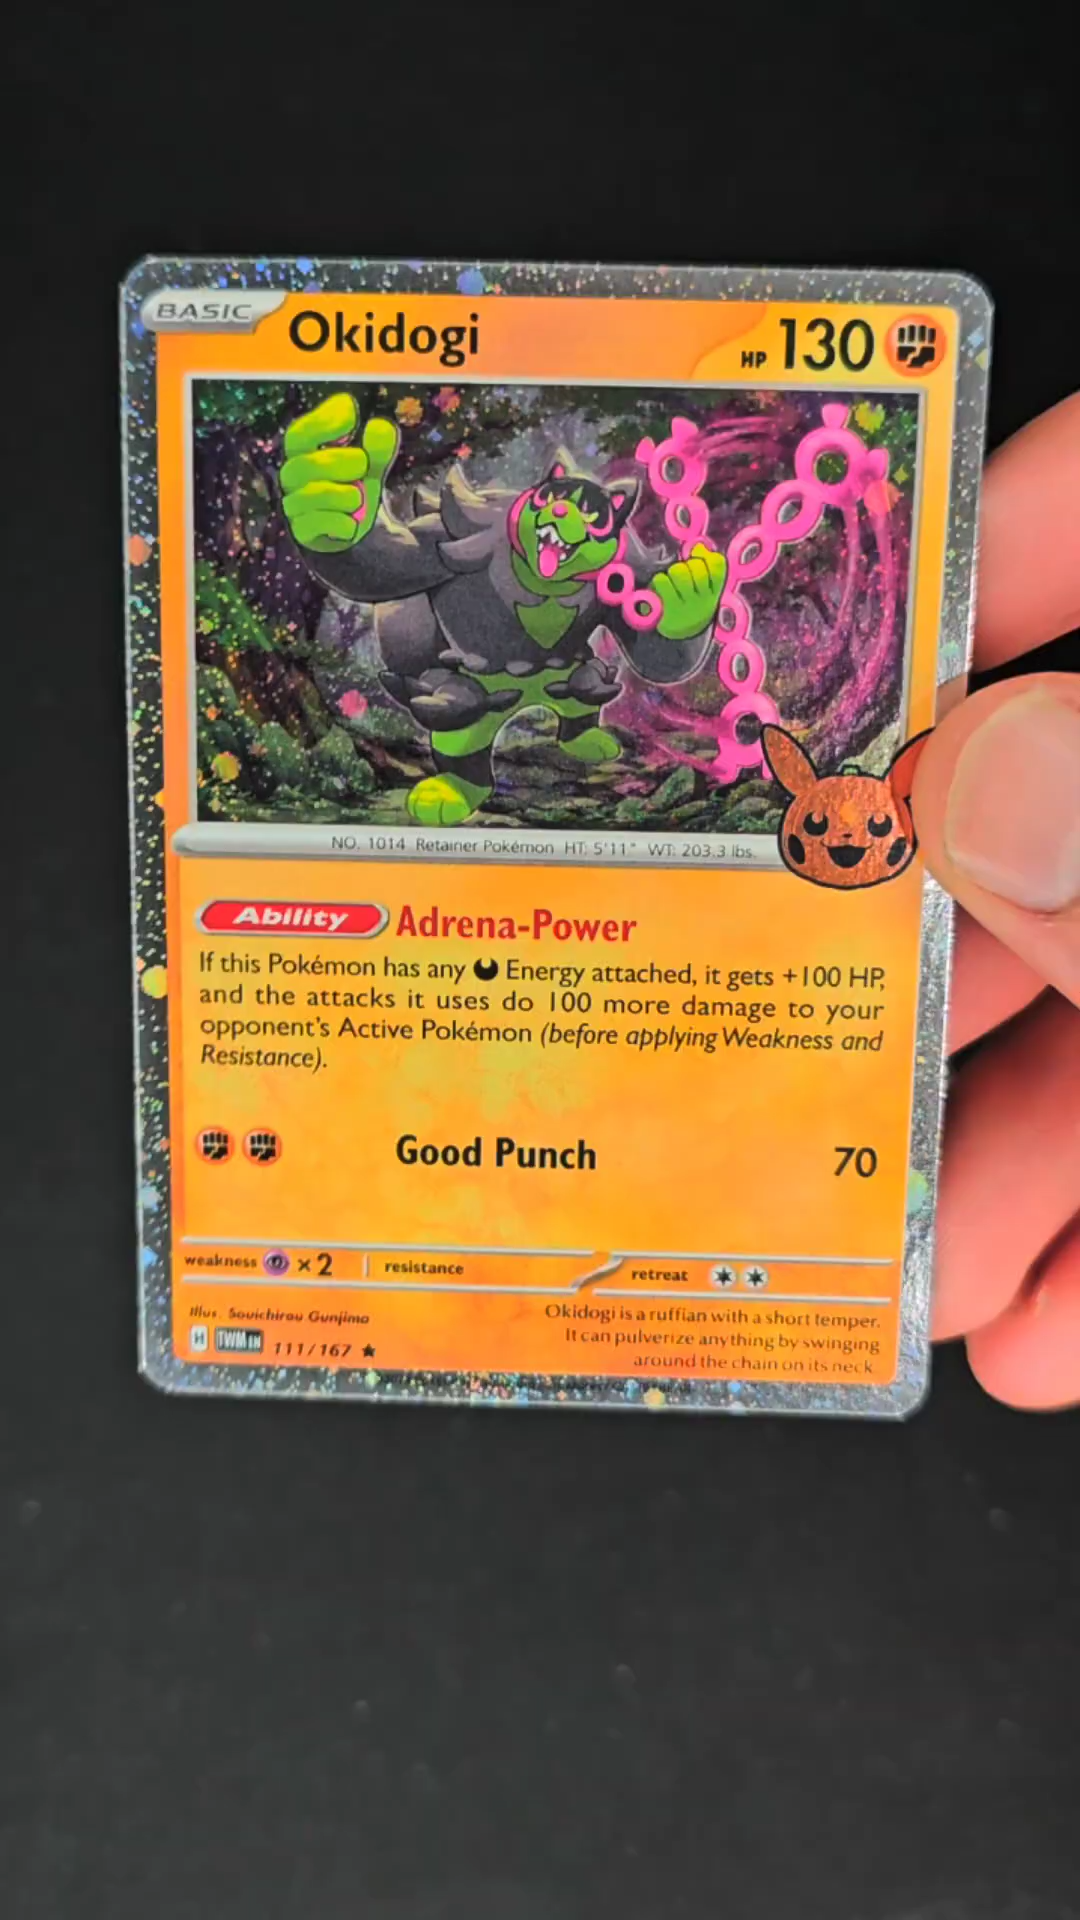 BASIC
Okidogi
HP 130
NO. 1014 Retainer Pokémon HT: 5'11" WT: 203.3 lbs.
Ability Adrena-Power
If this Pokémon has any Energy attached, it gets +100 HP,
and the attacks it uses do 100 more damage to your
opponent's Active Pokémon (before applying Weakness and
Resistance).
Good Punch 70
weakness ×2 resistance retreat
Illus. Souichirou Gunjima
H TWM EN 111/167
Okidogi is a ruffian with a short temper.
It can pulverize anything by swinging
around the chain on its neck.